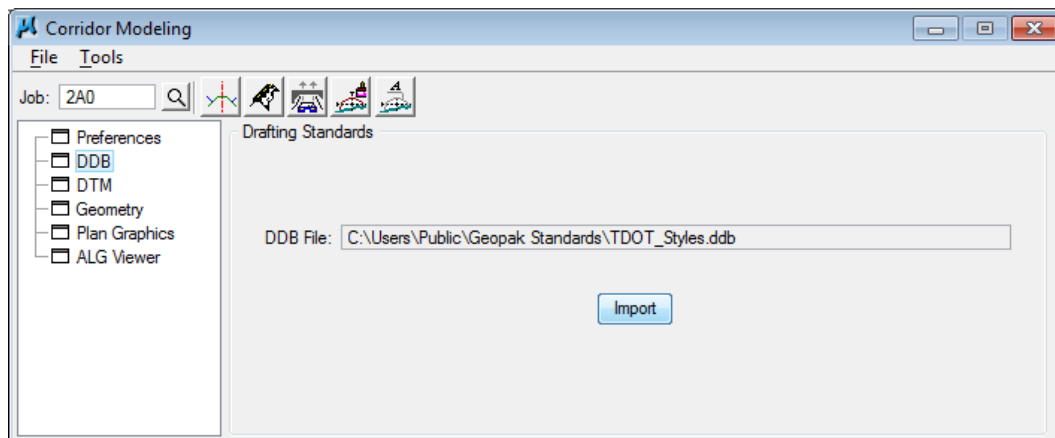 Corridor Modeling
File Tools
Job: 2A0
A
Preferences
DDB
DTM
Geometry
Plan Graphics
ALG Viewer
Drafting Standards
DDB File: C:\Users\Public\Geopak Standards\TDOT_Styles.ddb
Import